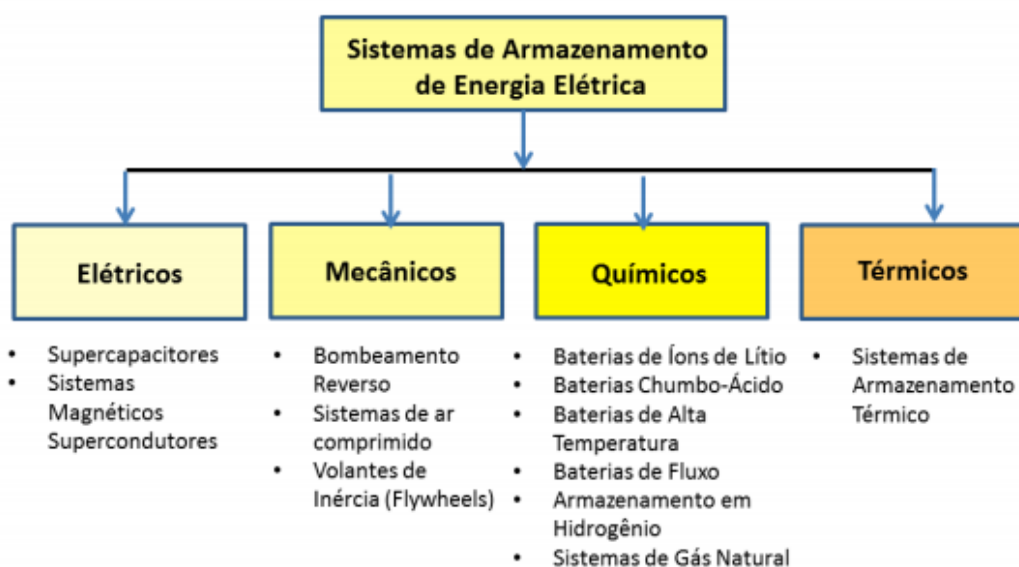 Sistemas de Armazenamento
de Energia Elétrica
Elétricos
Mecânicos
Químicos
Térmicos
• Supercapacitores
• Sistemas
Magnéticos
Supercondutores
• Bombeamento
Reverso
• Sistemas de ar
comprimido
• Volantes de
Inércia (Flywheels)
• Baterias de Íons de Lítio
• Baterias Chumbo-Ácido
• Baterias de Alta
Temperatura
• Baterias de Fluxo
• Armazenamento em
Hidrogênio
• Sistemas de Gás Natural
• Sistemas de
Armazenamento
Térmico